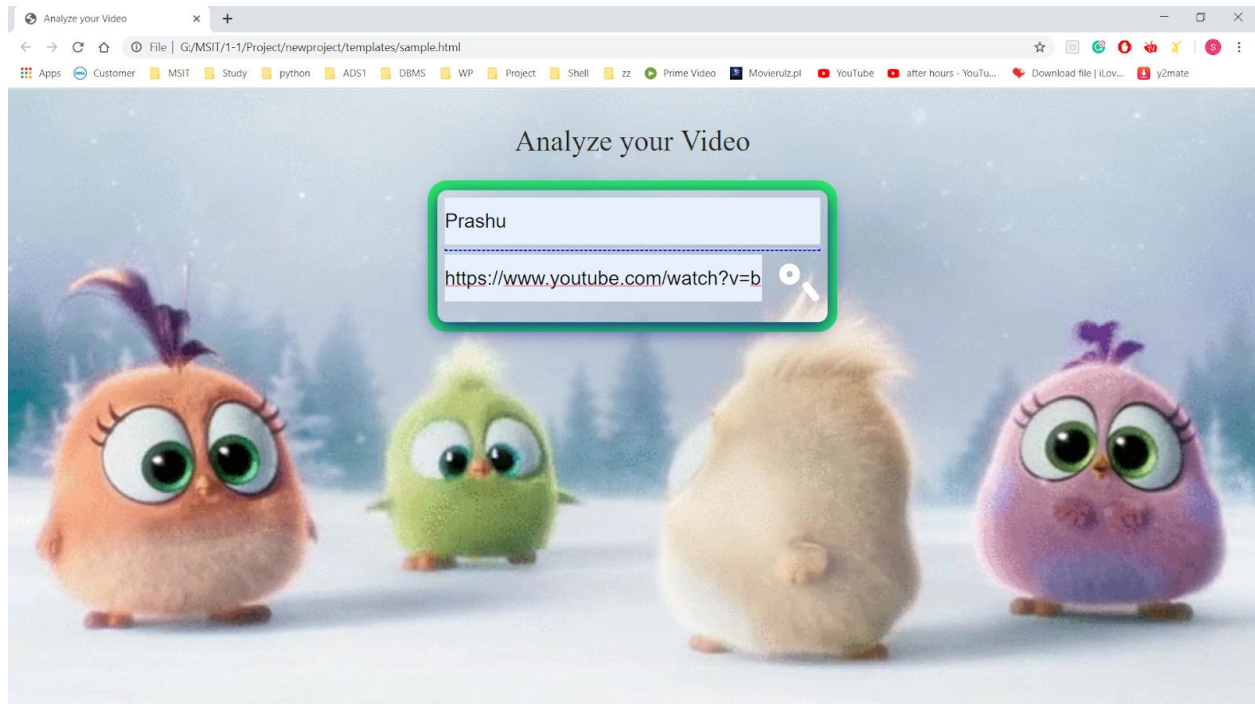 Analyze your Video
File | G:/MSIT/1-1/Project/newproject/templates/sample.html
S
Apps Customer MSIT Study python ADS1 DBMS WP Project Shell zz Prime Video Movierulz.pl YouTube after hours - YouTu... Download file | iLov... y2mate
Analyze your Video
Prashu
https://www.youtube.com/watch?v=b